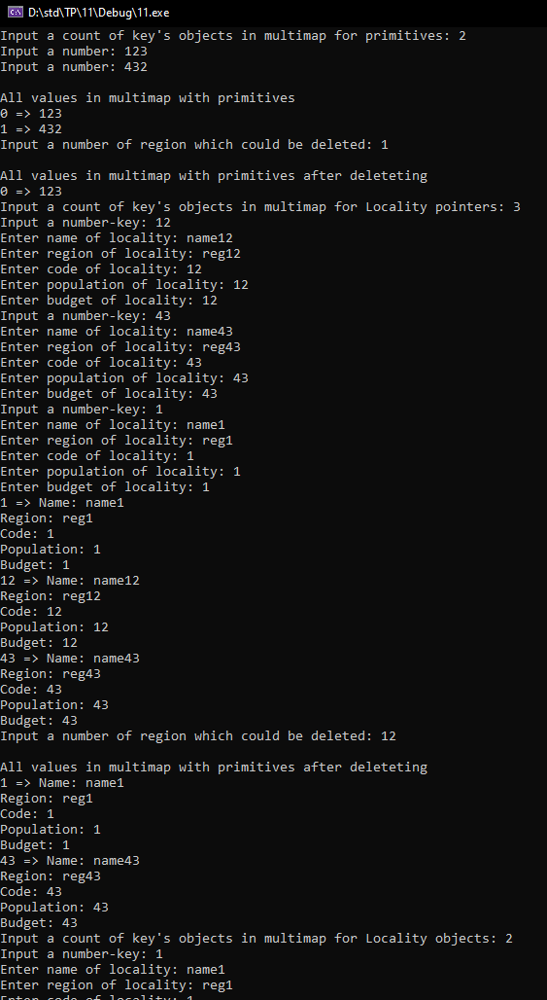 D:\std\TP\11\Debug\11.exe
Input a count of key's objects in multimap for primitives: 2
Input a number: 123
Input a number: 432
All values in multimap with primitives
0 => 123
1 => 432
Input a number of region which could be deleted: 1
All values in multimap with primitives after deleteting
0 => 123
Input a count of key's objects in multimap for Locality pointers: 3
Input a number-key: 12
Enter name of locality: name12
Enter region of locality: reg12
Enter code of locality: 12
Enter population of locality: 12
Enter budget of locality: 12
Input a number-key: 43
Enter name of locality: name43
Enter region of locality: reg43
Enter code of locality: 43
Enter population of locality: 43
Enter budget of locality: 43
Input a number-key: 1
Enter name of locality: name1
Enter region of locality: reg1
Enter code of locality: 1
Enter population of locality: 1
Enter budget of locality: 1
1 => Name: name1
Region: reg1
Code: 1
Population: 1
Budget: 1
12 => Name: name12
Region: reg12
Code: 12
Population: 12
Budget: 12
43 => Name: name43
Region: reg43
Code: 43
Population: 43
Budget: 43
Input a number of region which could be deleted: 12
All values in multimap with primitives after deleteting
1 => Name: name1
Region: reg1
Code: 1
Population: 1
Budget: 1
43 => Name: name43
Region: reg43
Code: 43
Population: 43
Budget: 43
Input a count of key's objects in multimap for Locality objects: 2
Input a number-key: 1
Enter name of locality: name1
Enter region of locality: reg1
Enter code of locality: 1